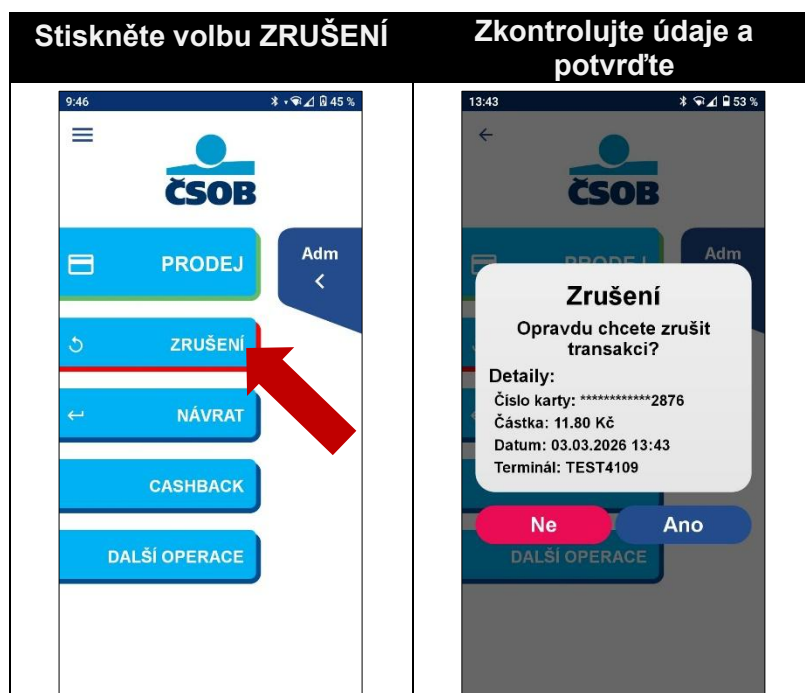 Stiskněte volbu ZRUŠENÍ
Zkontrolujte údaje a
potvrďte
9:46
45 %
ČSOB
PRODEJ
Adm
ZRUŠENÍ
NÁVRAT
CASHBACK
DALŠÍ OPERACE
13:43
53 %
ČSOB
PRODEJ
Adm
Zrušení
Opravdu chcete zrušit
transakci?
Detaily:
Číslo karty: ************2876
Částka: 11.80 Kč
Datum: 03.03.2026 13:43
Terminál: TEST4109
Ne
Ano
DALŠÍ OPERACE